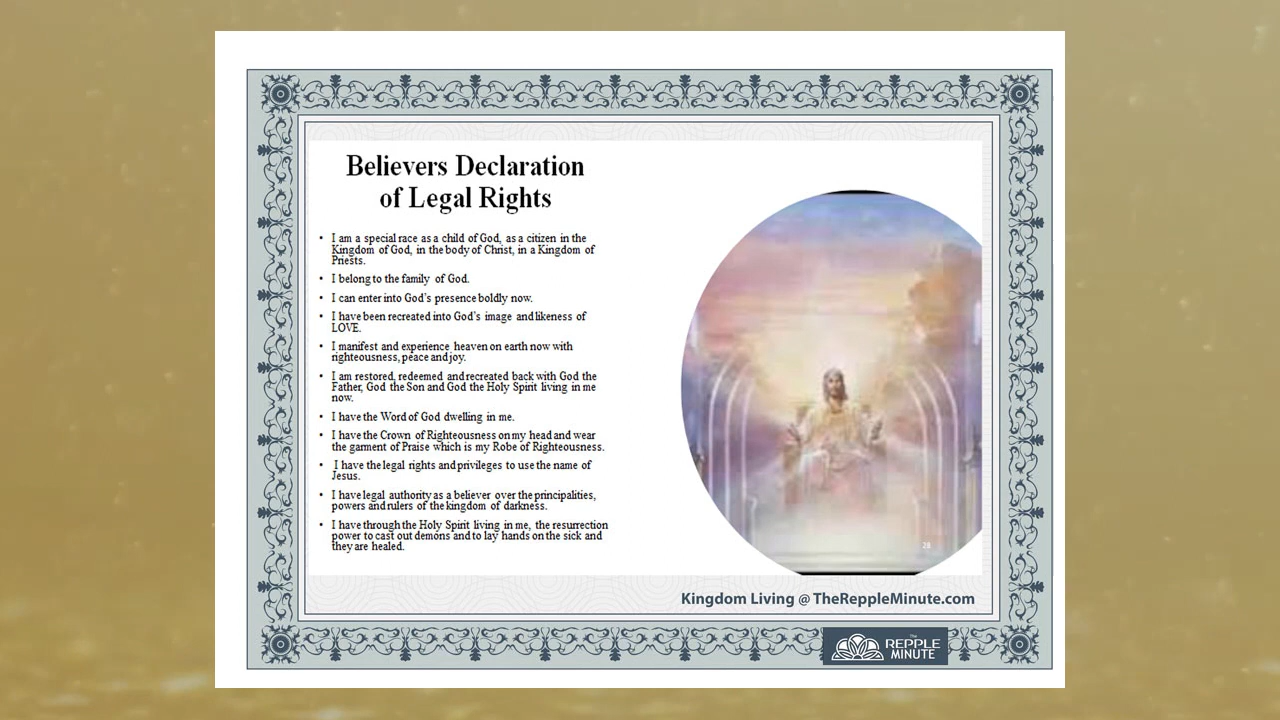 Believers Declaration
of Legal Rights
• I am a special race as a child of God, as a citizen in the
Kingdom of God, in the body of Christ, in a Kingdom of
Priests.
• I belong to the family of God.
• I can enter into God's presence boldly now.
• I have been recreated into God's image and likeness of
LOVE.
• I manifest and experience heaven on earth now with
righteousness, peace and joy.
• I am restored, redeemed and recreated back with God the
Father, God the Son and God the Holy Spirit living in me
now.
• I have the Word of God dwelling in me.
• I have the Crown of Righteousness on my head and wear
the garment of Praise which is my Robe of Righteousness.
• I have the legal rights and privileges to use the name of
Jesus.
• I have legal authority as a believer over the principalities,
powers and rulers of the kingdom of darkness.
• I have through the Holy Spirit living in me, the resurrection
power to cast out demons and to lay hands on the sick and
they are healed.
28
Kingdom Living @ TheReppleMinute.com
The
REPPLE
MINUTE